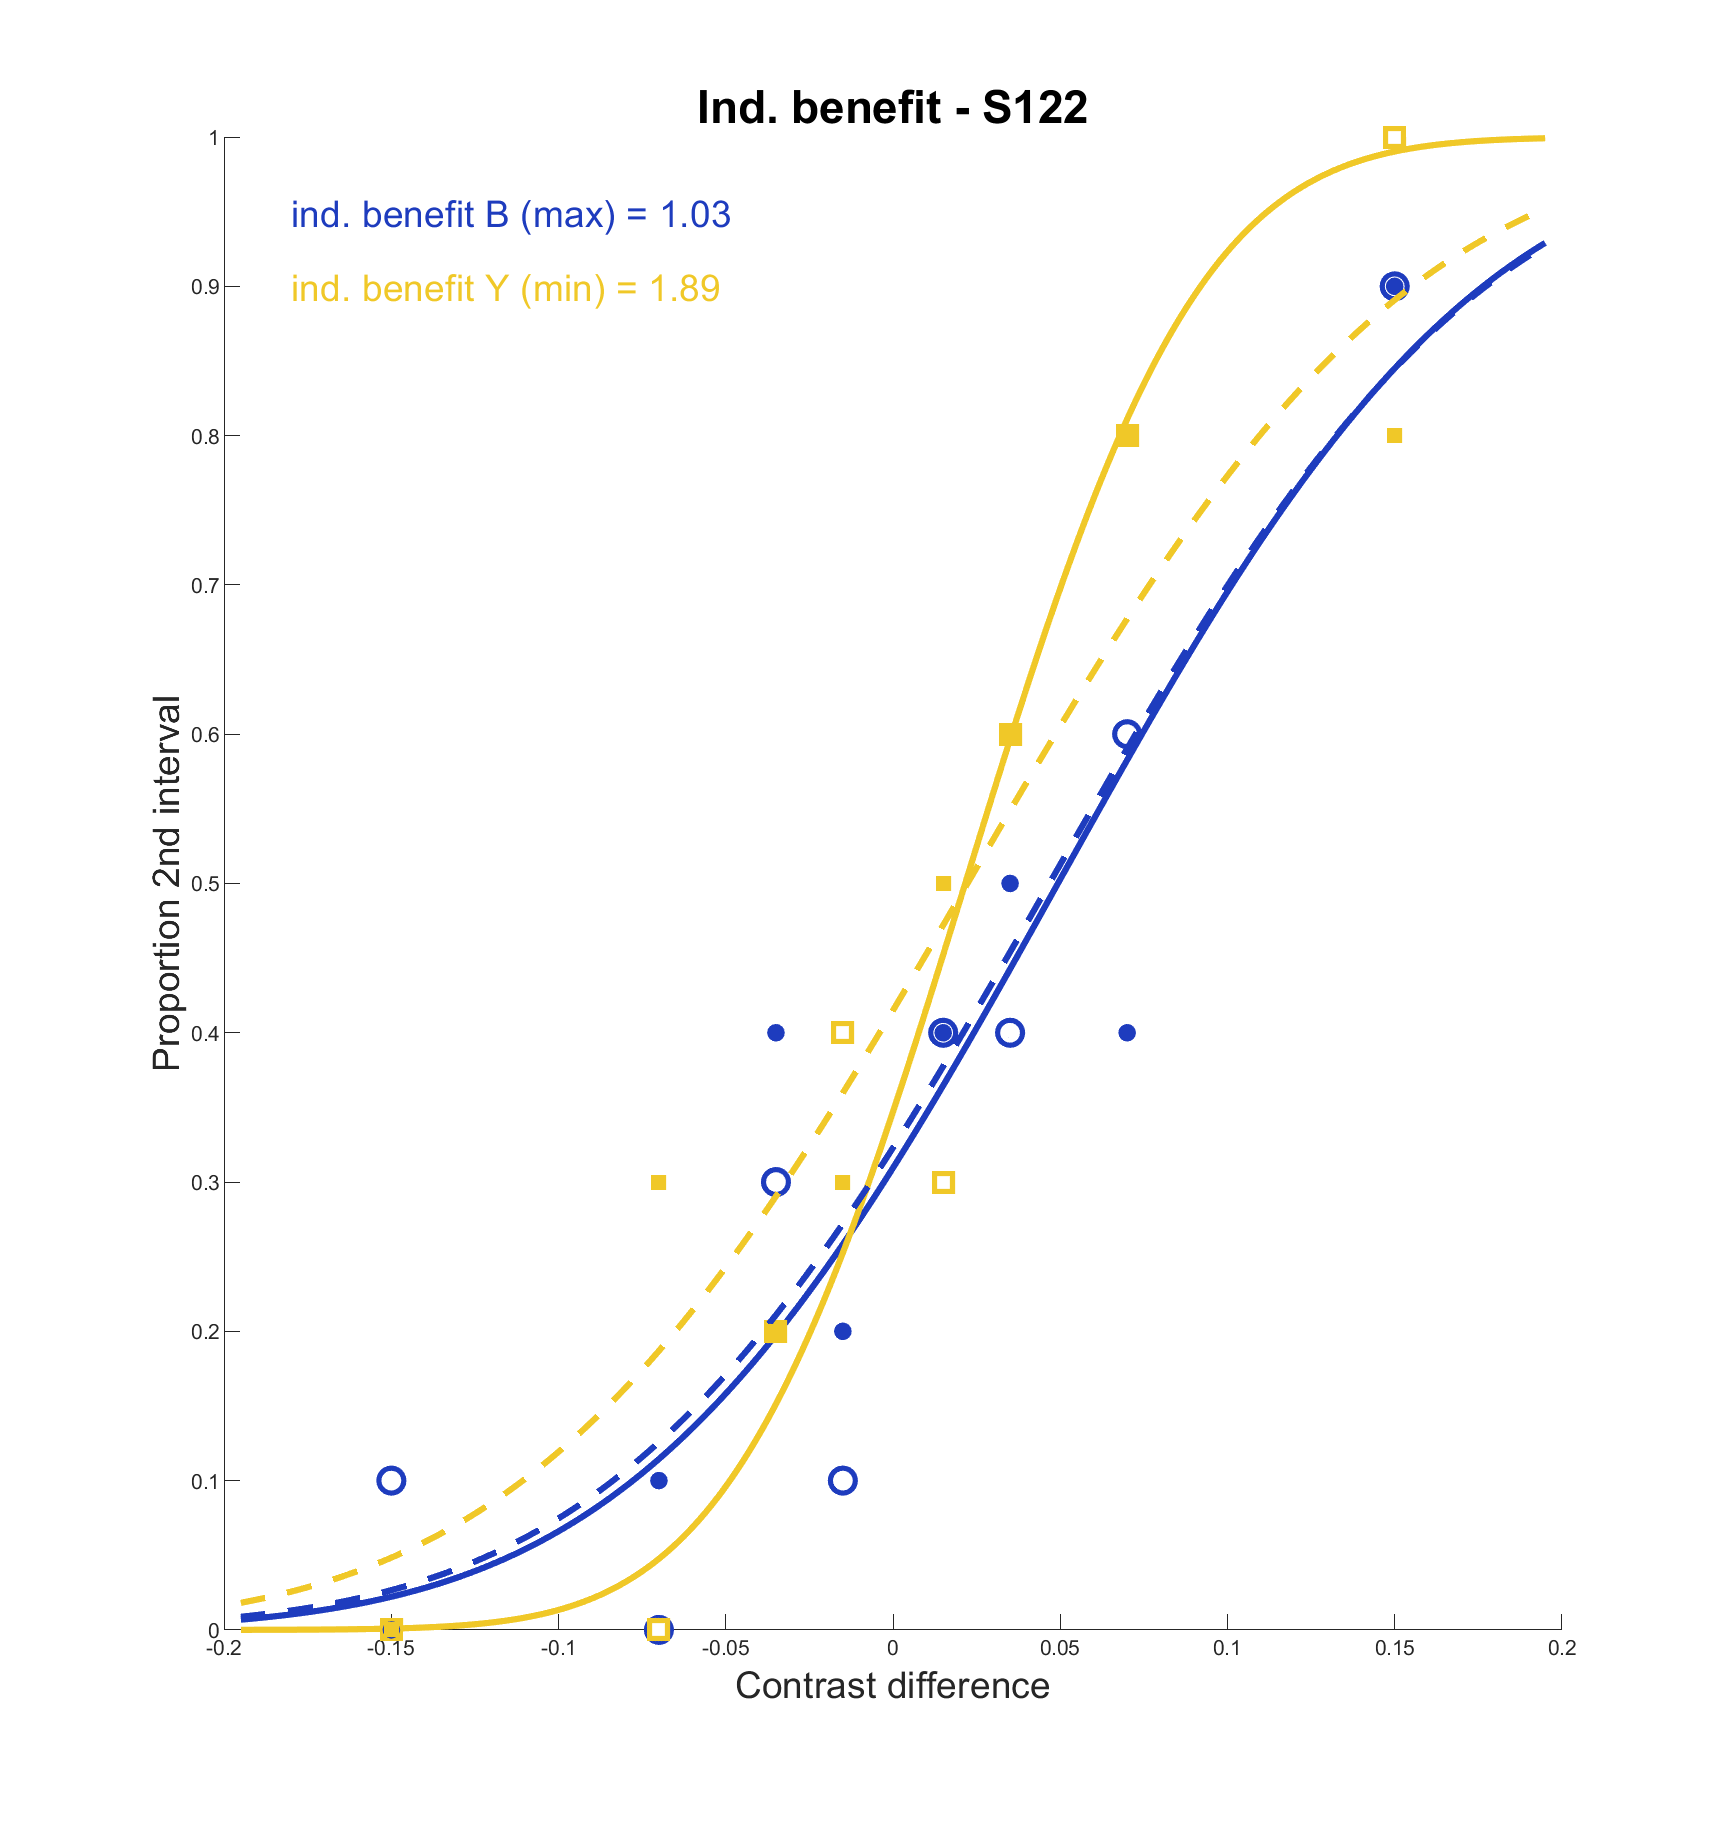 Ind. benefit - S122
ind. benefit B (max) = 1.03
ind. benefit Y (min) = 1.89
1
0.9
0.8
0.7
0.6
0.5
0.4
0.3
0.2
0.1
0
Proportion 2nd interval
-0.2 -0.15 -0.1 -0.05 0 0.05 0.1 0.15 0.2
Contrast difference